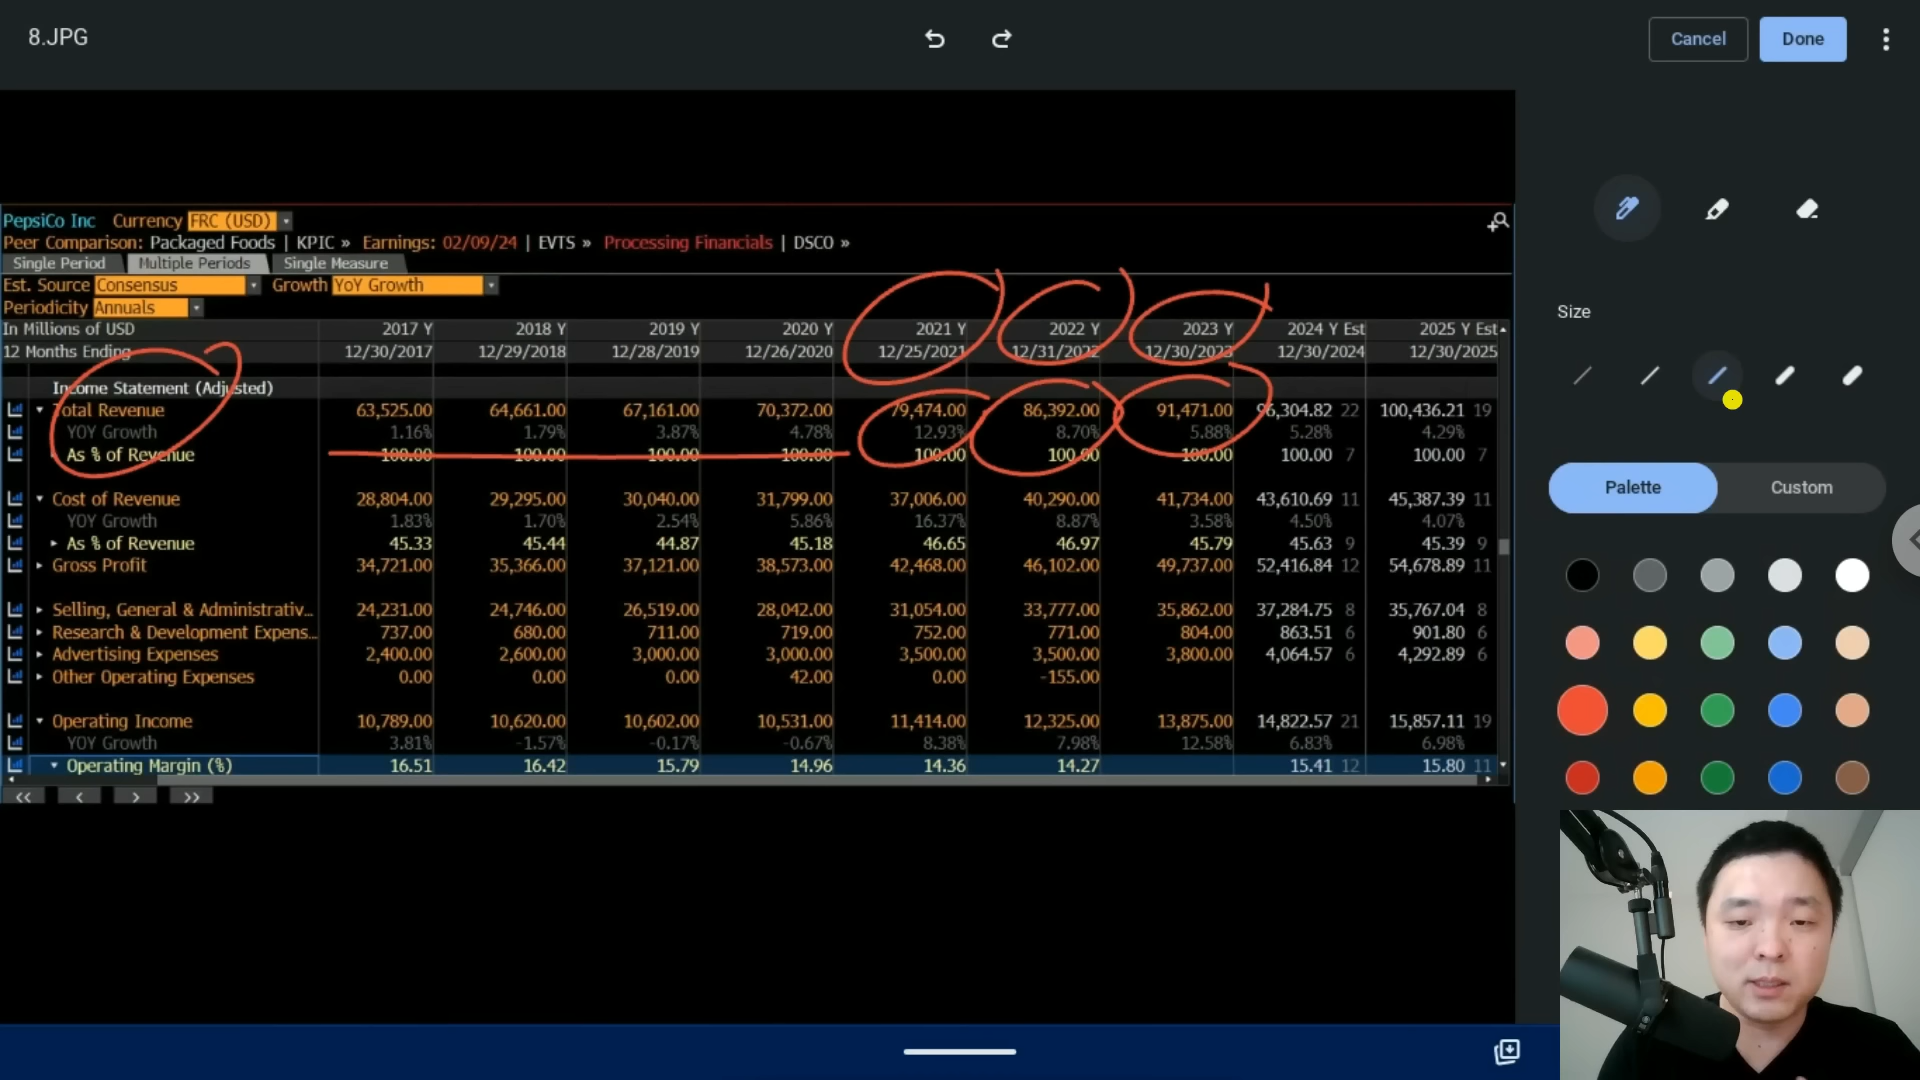 8.JPG
Cancel Done
PepsiCo Inc Currency FRC (USD)
Peer Comparison: Packaged Foods | KPIC » Earnings: 02/09/24 | EVTS » Processing Financials | DSCO »
Single Period Multiple Periods Single Measure
Est. Source Consensus Growth YoY Growth
Periodicity Annuals
In Millions of USD 2017 Y 2018 Y 2019 Y 2020 Y 2021 Y 2022 Y 2023 Y 2024 Y Est 2025 Y Est
12 Months Ending 12/30/2017 12/29/2018 12/28/2019 12/26/2020 12/25/2021 12/31/2022 12/30/2023 12/30/2024 12/30/2025
Income Statement (Adjusted)
Total Revenue 63,525.00 64,661.00 67,161.00 70,372.00 79,474.00 86,392.00 91,471.00 96,304.82 22 100,436.21 19
YOY Growth 1.16% 1.79% 3.87% 4.78% 12.93% 8.70% 5.88% 5.28% 4.29%
As % of Revenue 100.00 100.00 100.00 100.00 100.00 100.00 100.00 100.00 7 100.00 7
Cost of Revenue 28,804.00 29,295.00 30,040.00 31,799.00 37,006.00 40,290.00 41,734.00 43,610.69 11 45,387.39 11
YOY Growth 1.83% 1.70% 2.54% 5.86% 16.37% 8.87% 3.58% 4.50% 4.07%
As % of Revenue 45.33 45.44 44.87 45.18 46.65 46.97 45.79 45.63 9 45.39 9
Gross Profit 34,721.00 35,366.00 37,121.00 38,573.00 42,468.00 46,102.00 49,737.00 52,416.84 12 54,678.89 11
Selling, General & Administrativ... 24,231.00 24,746.00 26,519.00 28,042.00 31,054.00 33,777.00 35,862.00 37,284.75 8 35,767.04 8
Research & Development Expens... 737.00 680.00 711.00 719.00 752.00 771.00 804.00 863.51 6 901.80 6
Advertising Expenses 2,400.00 2,600.00 3,000.00 3,000.00 3,500.00 3,500.00 3,800.00 4,064.57 6 4,292.89 6
Other Operating Expenses 0.00 0.00 0.00 42.00 0.00 -155.00
Operating Income 10,789.00 10,620.00 10,602.00 10,531.00 11,414.00 12,325.00 13,875.00 14,822.57 21 15,857.11 19
YOY Growth 3.81% -1.57% -0.17% -0.67% 8.38% 7.98% 12.58% 6.83% 6.98%
Operating Margin (%) 16.51 16.42 15.79 14.96 14.36 14.27 15.41 12 15.80 11
Size
Palette Custom